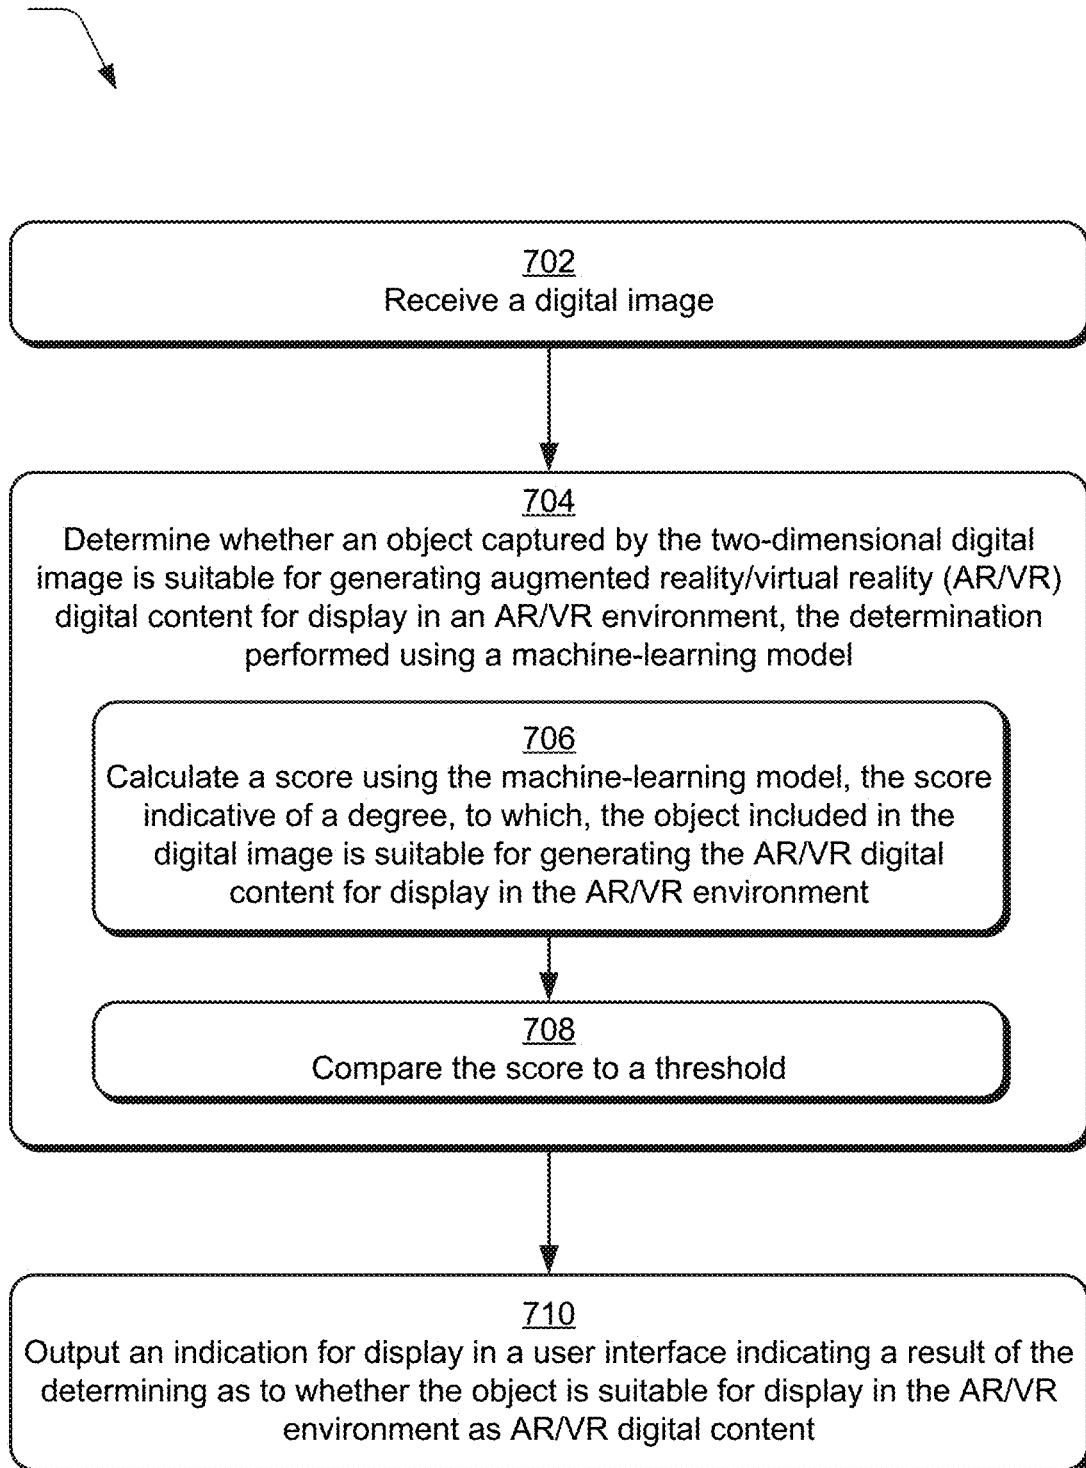 702
Receive a digital image
704
Determine whether an object captured by the two-dimensional digital
image is suitable for generating augmented reality/virtual reality (AR/VR)
digital content for display in an AR/VR environment, the determination
performed using a machine-learning model
706
Calculate a score using the machine-learning model, the score
indicative of a degree, to which, the object included in the
digital image is suitable for generating the AR/VR digital
content for display in the AR/VR environment
708
Compare the score to a threshold
710
Output an indication for display in a user interface indicating a result of the
determining as to whether the object is suitable for display in the AR/VR
environment as AR/VR digital content